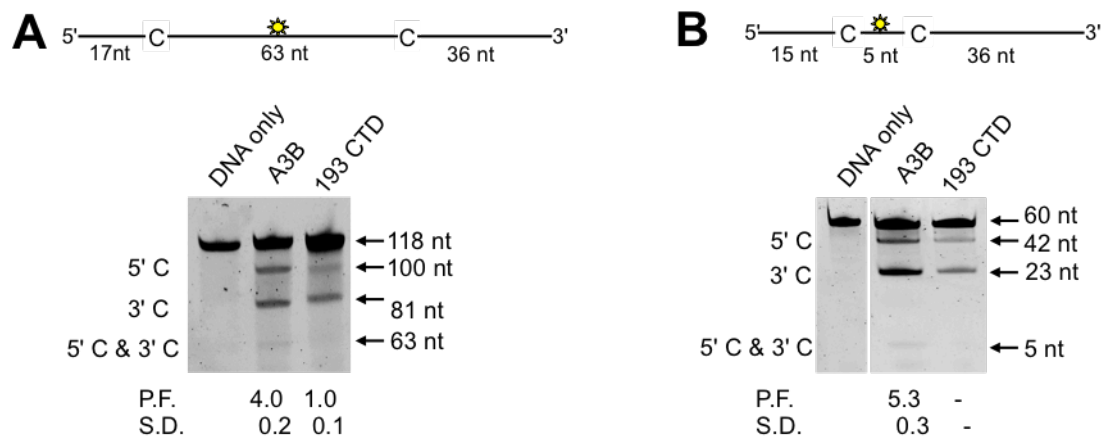 A
5' C C 3'
17nt 63 nt 36 nt
DNA only
A3B
193 CTD
118 nt
5' C 100 nt
3' C 81 nt
5' C & 3' C 63 nt
P.F. 4.0 1.0
S.D. 0.2 0.1
B
5' C C 3'
15 nt 5 nt 36 nt
DNA only
A3B
193 CTD
60 nt
5' C 42 nt
3' C 23 nt
5' C & 3' C 5 nt
P.F. 5.3 -
S.D. 0.3 -